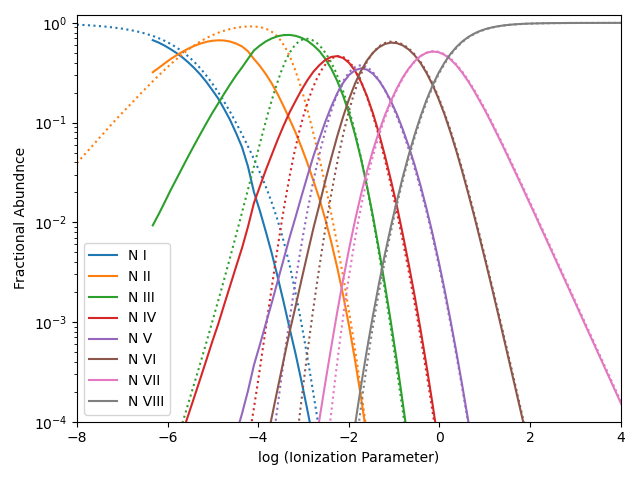 10⁰
10⁻¹
10⁻²
10⁻³
10⁻⁴
Fractional Abundnce
N I
N II
N III
N IV
N V
N VI
N VII
N VIII
−8 −6 −4 −2 0 2 4
log (Ionization Parameter)